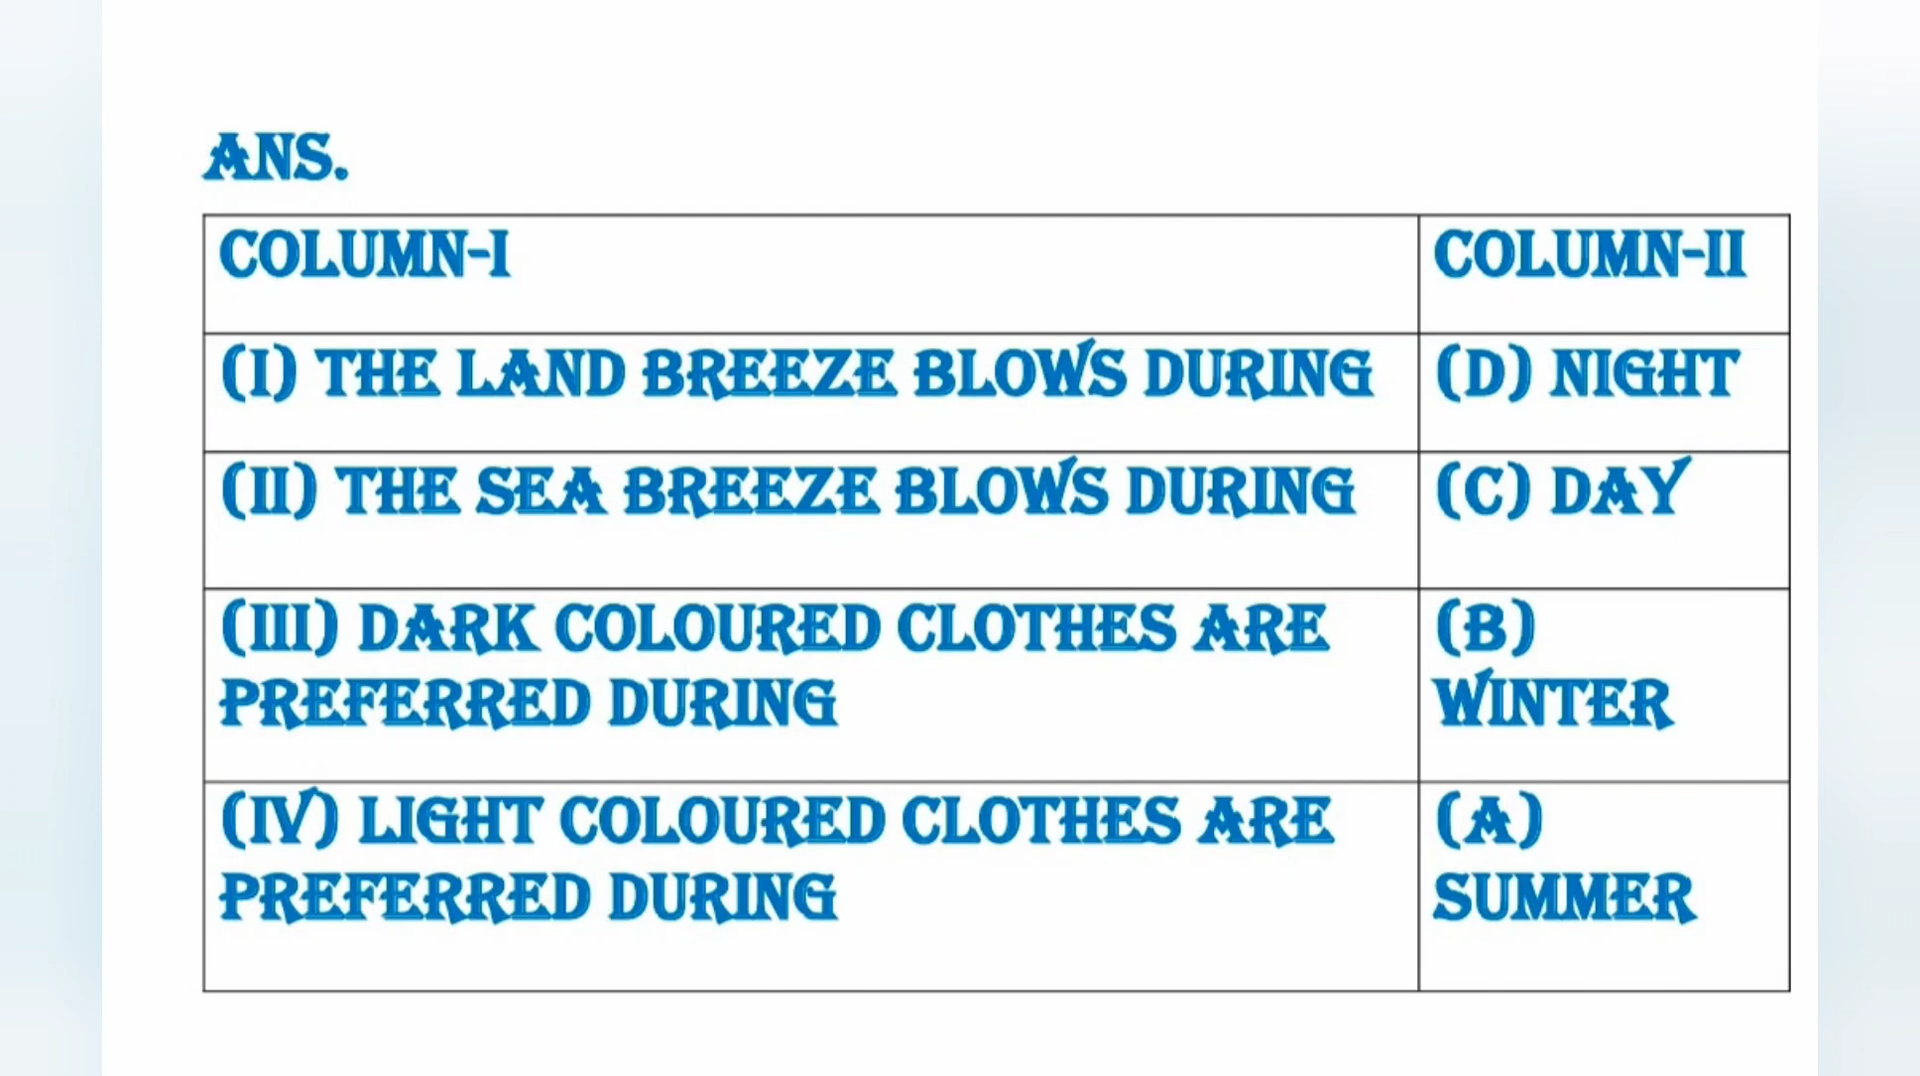 ANS.
COLUMN-I COLUMN-II
(I) THE LAND BREEZE BLOWS DURING (D) NIGHT
(II) THE SEA BREEZE BLOWS DURING (C) DAY
(III) DARK COLOURED CLOTHES ARE (B)
PREFERRED DURING WINTER
(IV) LIGHT COLOURED CLOTHES ARE (A)
PREFERRED DURING SUMMER